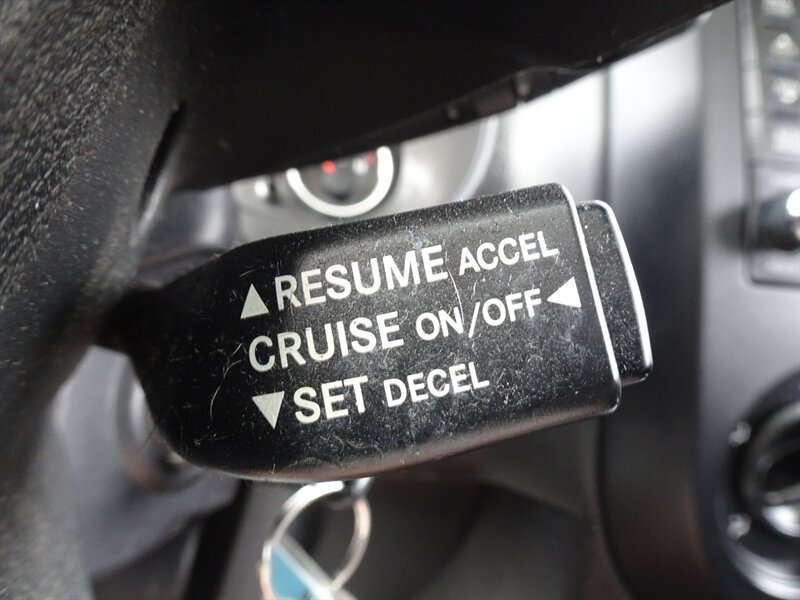 ▲RESUME ACCEL
CRUISE ON/OFF◀
▼SET DECEL